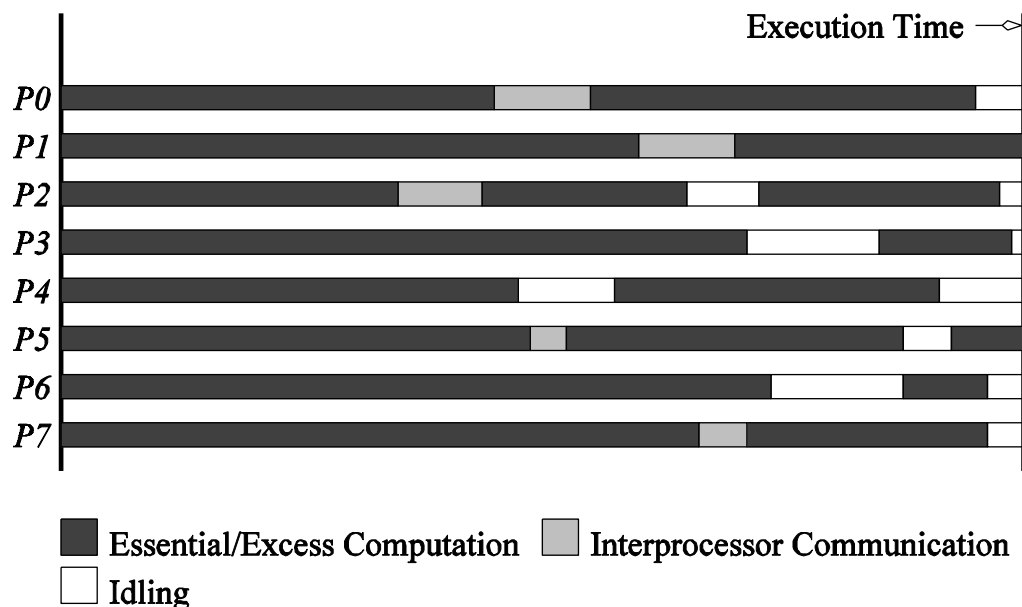 Execution Time
P0
P1
P2
P3
P4
P5
P6
P7
Essential/Excess Computation
Interprocessor Communication
Idling